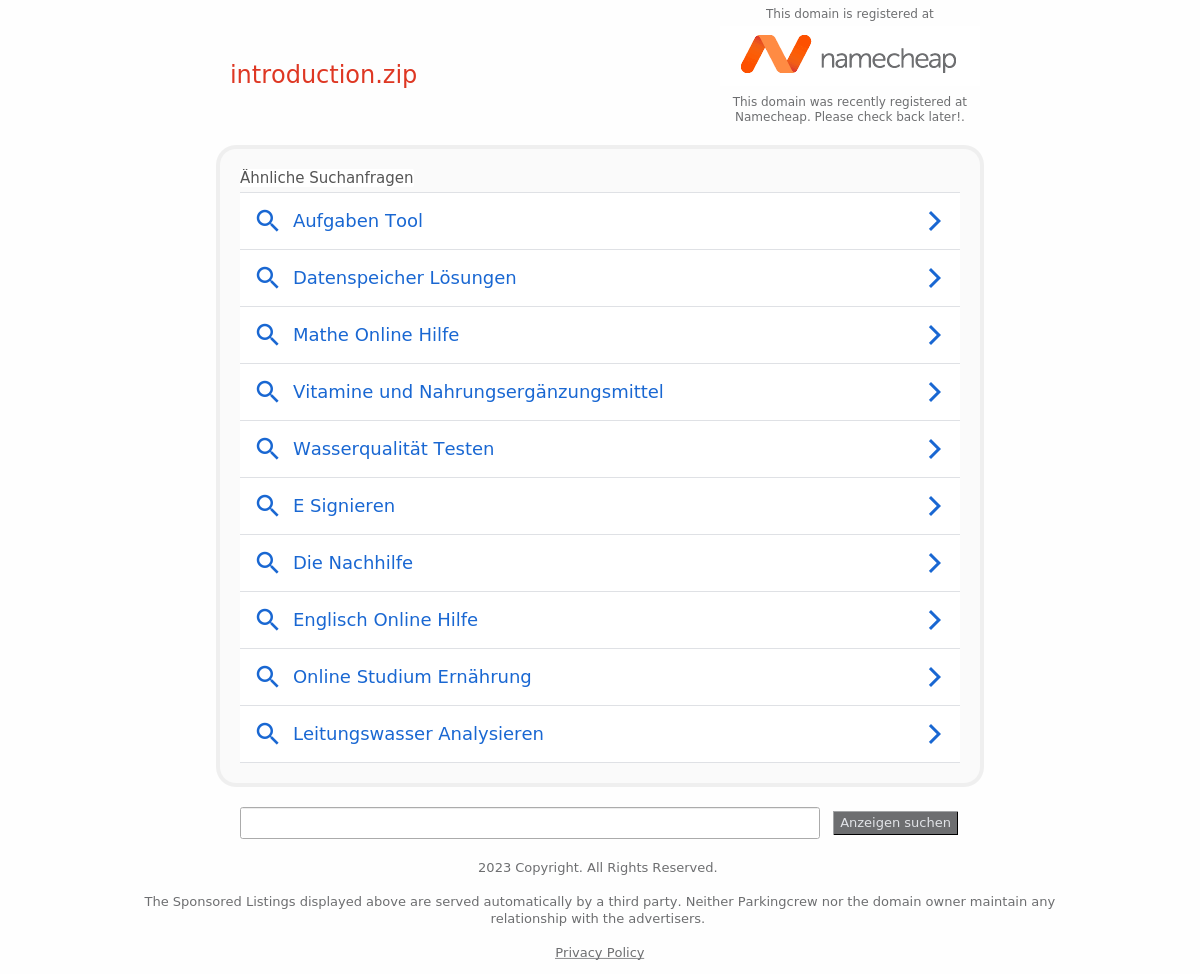 This domain is registered at
namecheap
introduction.zip
This domain was recently registered at
Namecheap. Please check back later!.
Ähnliche Suchanfragen
Aufgaben Tool
Datenspeicher Lösungen
Mathe Online Hilfe
Vitamine und Nahrungsergänzungsmittel
Wasserqualität Testen
E Signieren
Die Nachhilfe
Englisch Online Hilfe
Online Studium Ernährung
Leitungswasser Analysieren
Anzeigen suchen
2023 Copyright. All Rights Reserved.
The Sponsored Listings displayed above are served automatically by a third party. Neither Parkingcrew nor the domain owner maintain any
relationship with the advertisers.
Privacy Policy